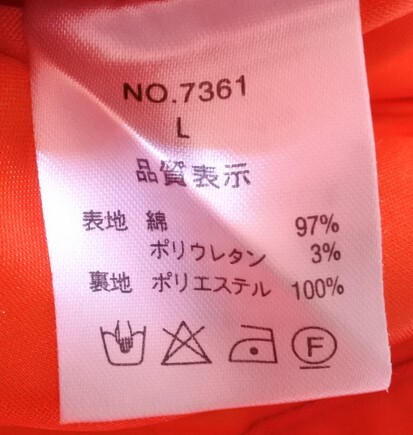 NO.7361
L
品質表示
表地 綿 97%
ポリウレタン 3%
裏地 ポリエステル 100%
F